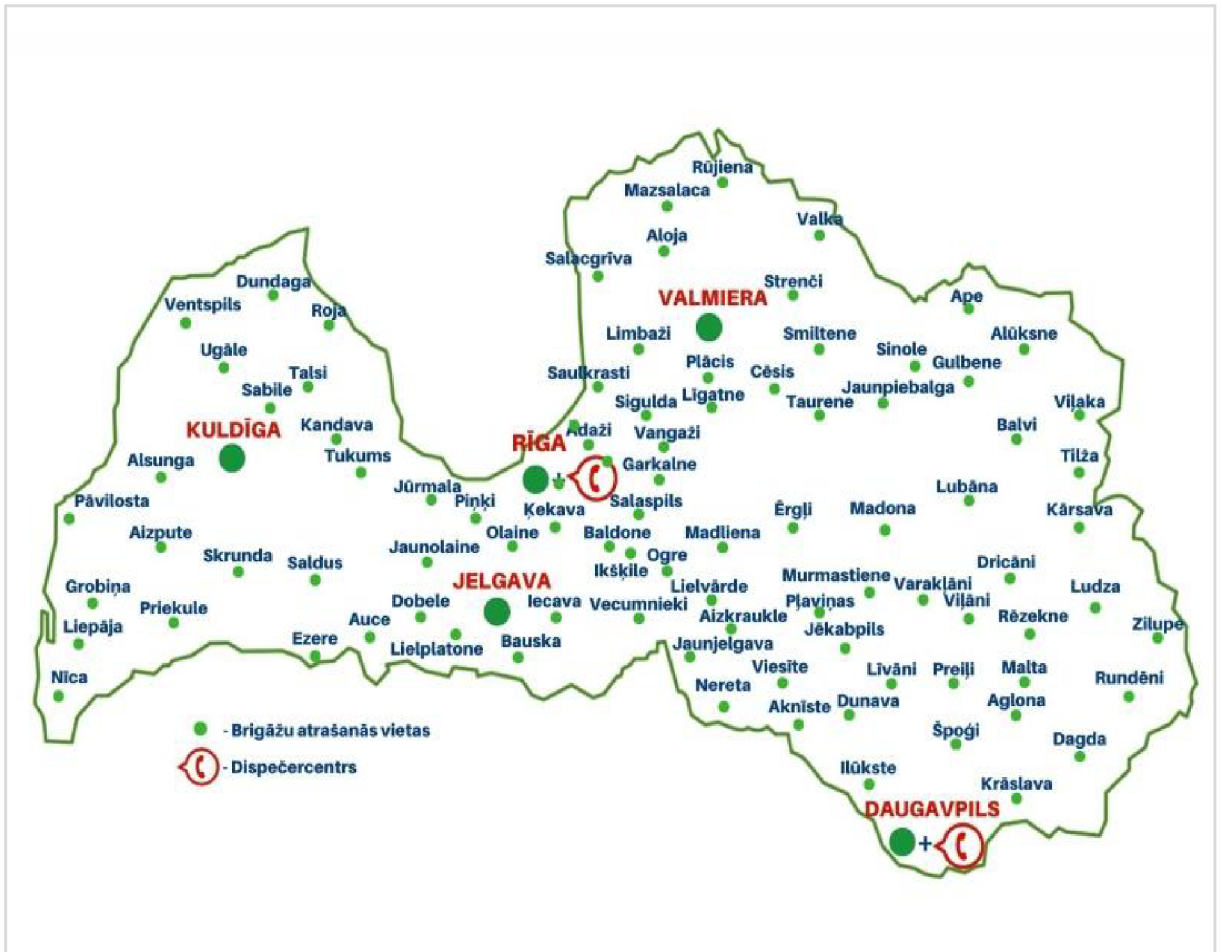 Rūjiena
Mazsalaca
Valka
Aloja
Salacgrīva
Dundaga
Strenči
Ventspils
VALMIERA
Ape
Roja
Limbaži
Smiltene
Alūksne
Ugāle
Sinole
Plācis
Gulbene
Talsi
Saulkrasti
Cēsis
Sabile
Jaunpiebalga
Līgatne
Sigulda
Taurene
Viļaka
Kandava
KULDĪGA
Ādaži
Vangaži
Balvi
RĪGA
Tukums
Tilža
Alsunga
Garkalne
+
Jūrmala
Lubāna
Pāvilosta
Piņķi
Salaspils
Ķekava
Ērgļi
Madona
Kārsava
Aizpute
Olaine
Baldone
Madliena
Jaunolaine
Skrunda
Ogre
Saldus
Dricāni
Ikšķile
Murmastiene
JELGAVA
Varakļāni
Grobiņa
Lielvārde
Ludza
Dobele
Iecava
Vecumnieki
Pļaviņas
Viļāni
Priekule
Aizkraukle
Rēzekne
Auce
Zilupe
Liepāja
Jēkabpils
Ezere
Bauska
Jaunjelgava
Lielplatone
Viesīte
Līvāni
Preiļi
Malta
Nīca
Rundēni
Nereta
Aglona
Dunava
Aknīste
- Brigāžu atrašanās vietas
Špoģi
Dagda
- Dispečercentrs
Ilūkste
Krāslava
DAUGAVPILS
+